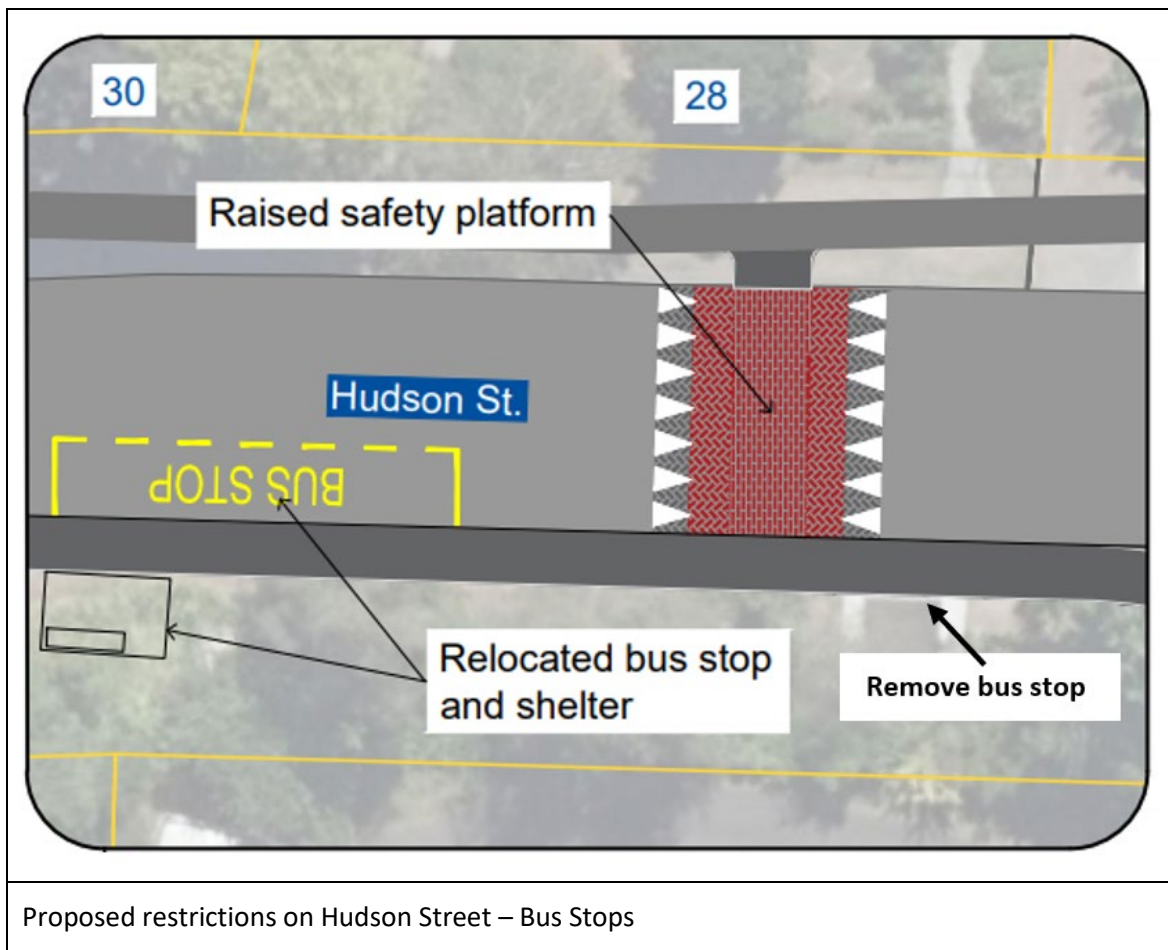 30
28
Raised safety platform
Hudson St.
BUS STOP
Relocated bus stop
and shelter
Remove bus stop
Proposed restrictions on Hudson Street – Bus Stops